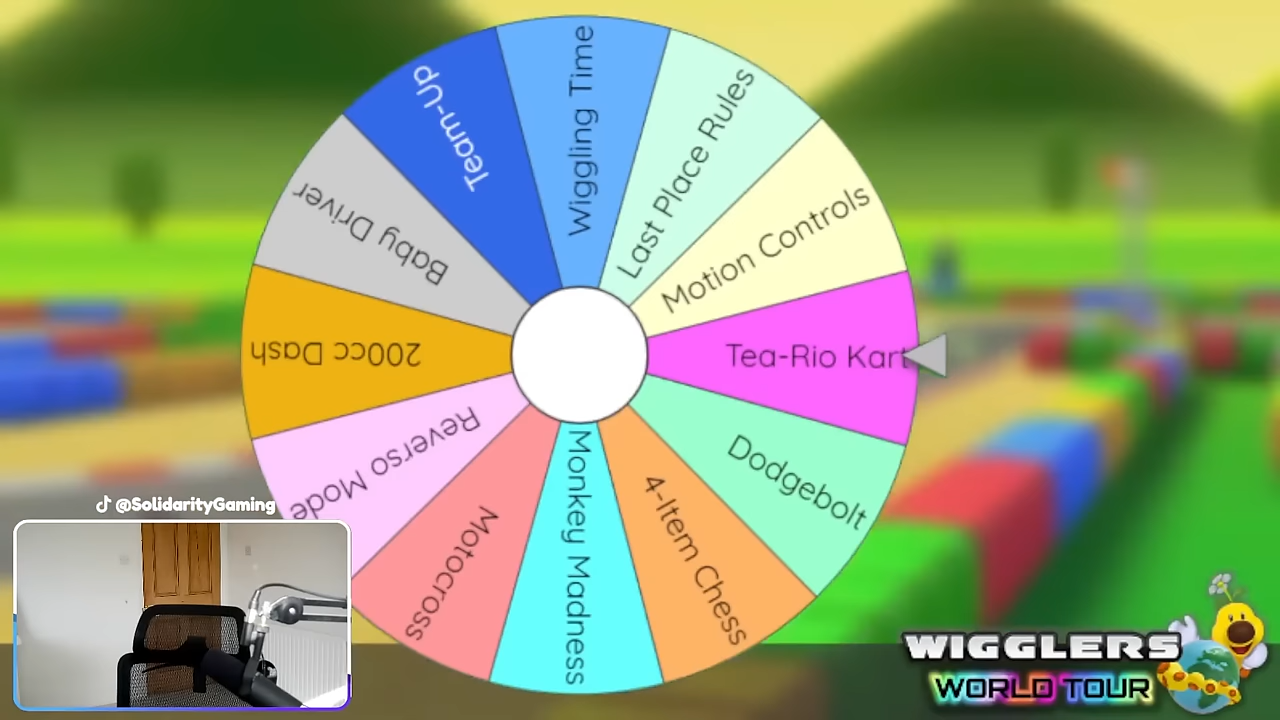 Wiggling Time
Last Place Rules
Motion Controls
Tea-Rio Kart
Dodgebolt
4-Item Chess
Monkey Madness
Motocross
Reverso Mode
200cc Dash
Baby Driver
Team-Up
@SolidarityGaming
WIGGLERS
WORLD TOUR